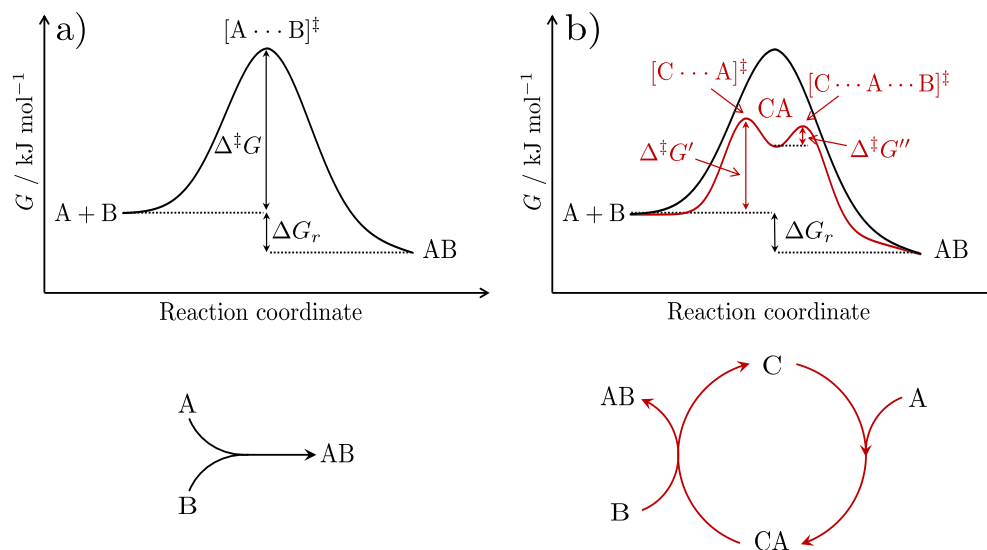 a)
[A · · · B]‡
G / kJ mol⁻¹
Δ‡G
A + B
ΔGᵣ
AB
Reaction coordinate
A
B
AB
b)
[C · · · A]‡
CA
[C · · · A · · · B]‡
G / kJ mol⁻¹
Δ‡G′
Δ‡G′′
A + B
ΔGᵣ
AB
Reaction coordinate
C
AB
A
B
CA